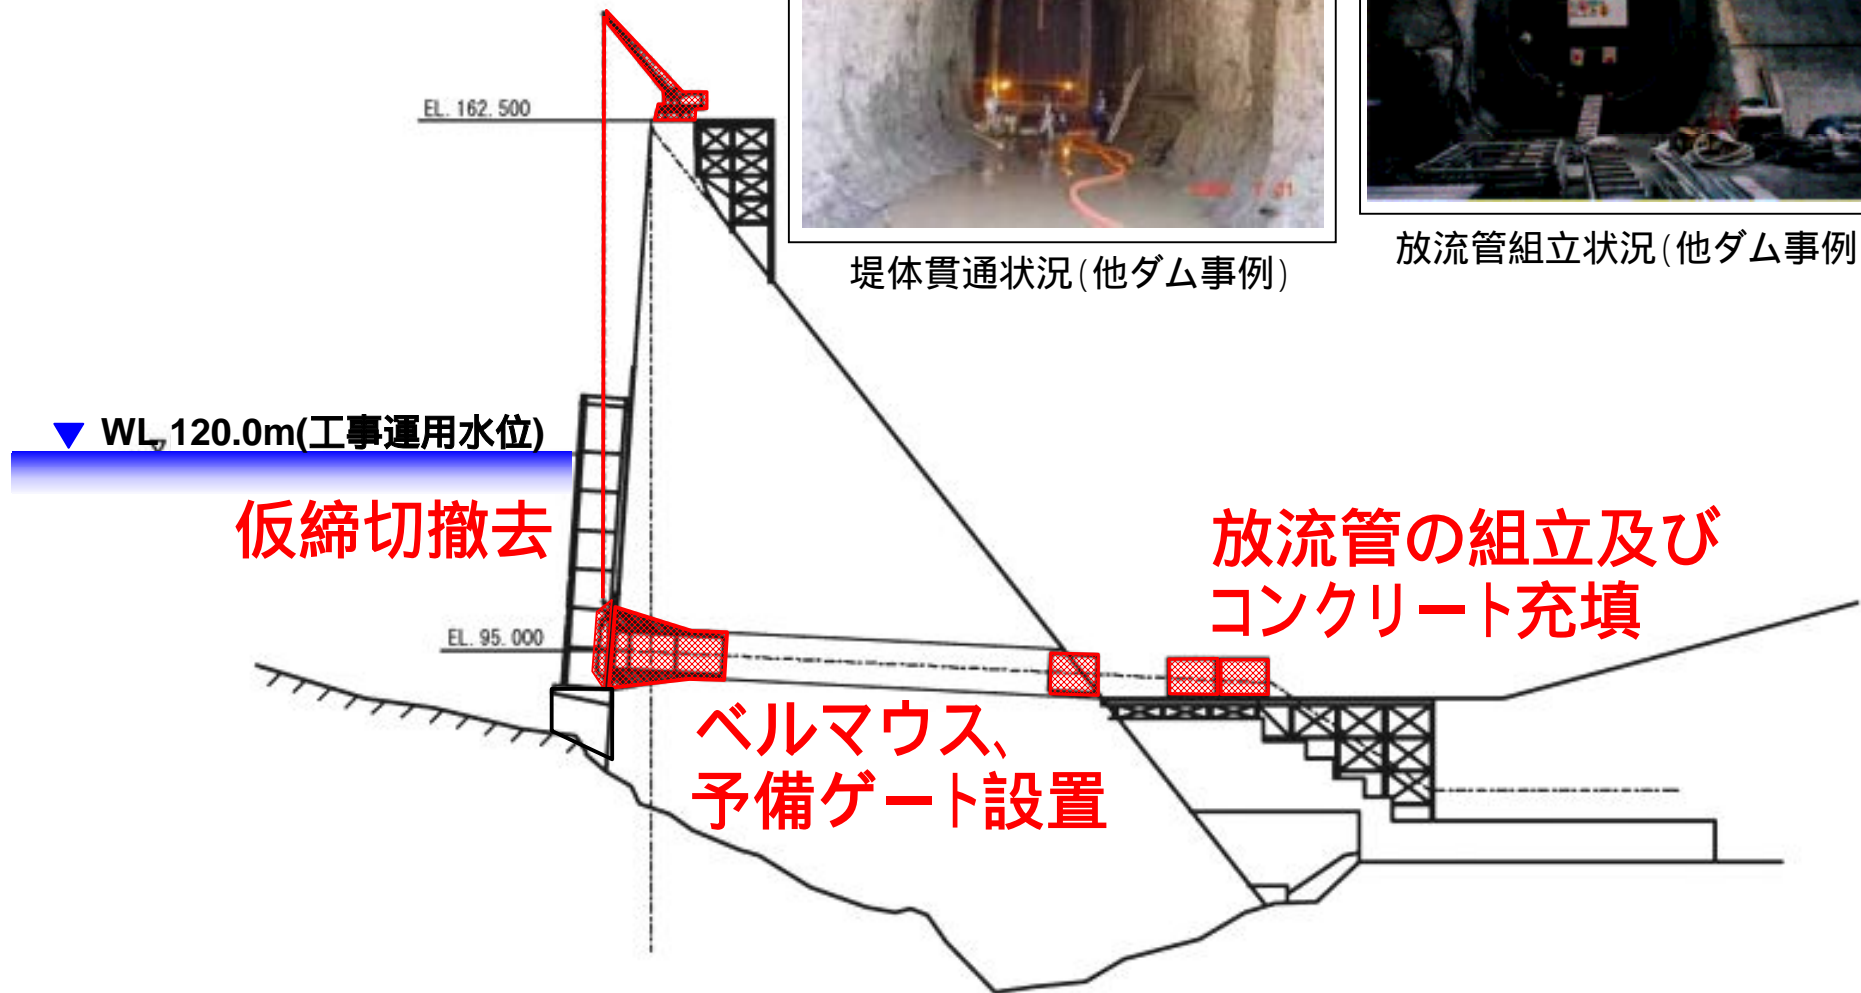 EL. 162. 500
堤体貫通状況(他ダム事例)
放流管組立状況(他ダム事例
WL 120.0m(工事運用水位)
仮締切撤去
放流管の組立及び
コンクリート充填
EL. 95. 000
ベルマウス、
予備ゲート設置